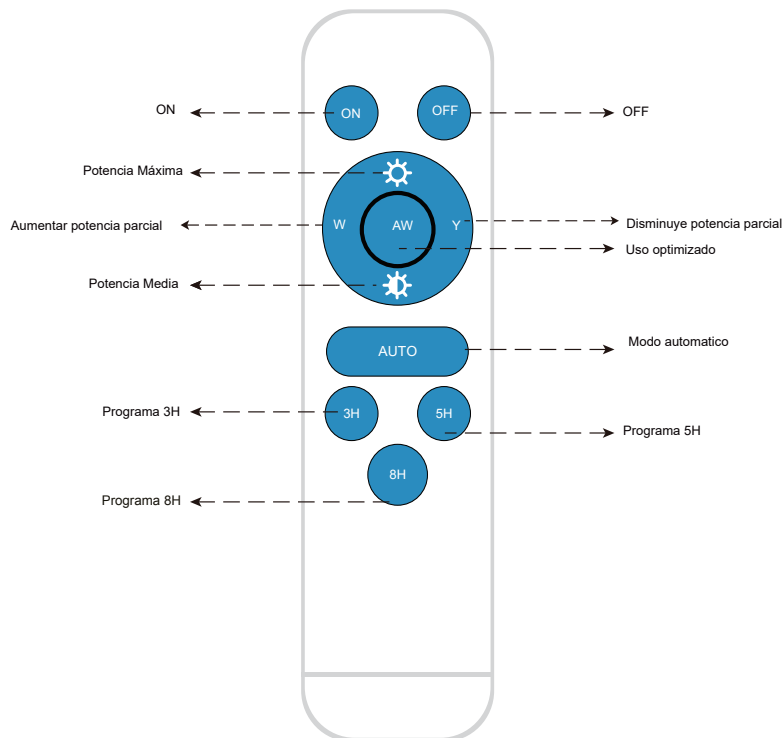 ON
ON
OFF
OFF
Potencia Máxima
Aumentar potencia parcial
W
AW
Y
Disminuye potencia parcial
Uso optimizado
Potencia Media
AUTO
Modo automatico
Programa 3H
3H
5H
Programa 5H
8H
Programa 8H